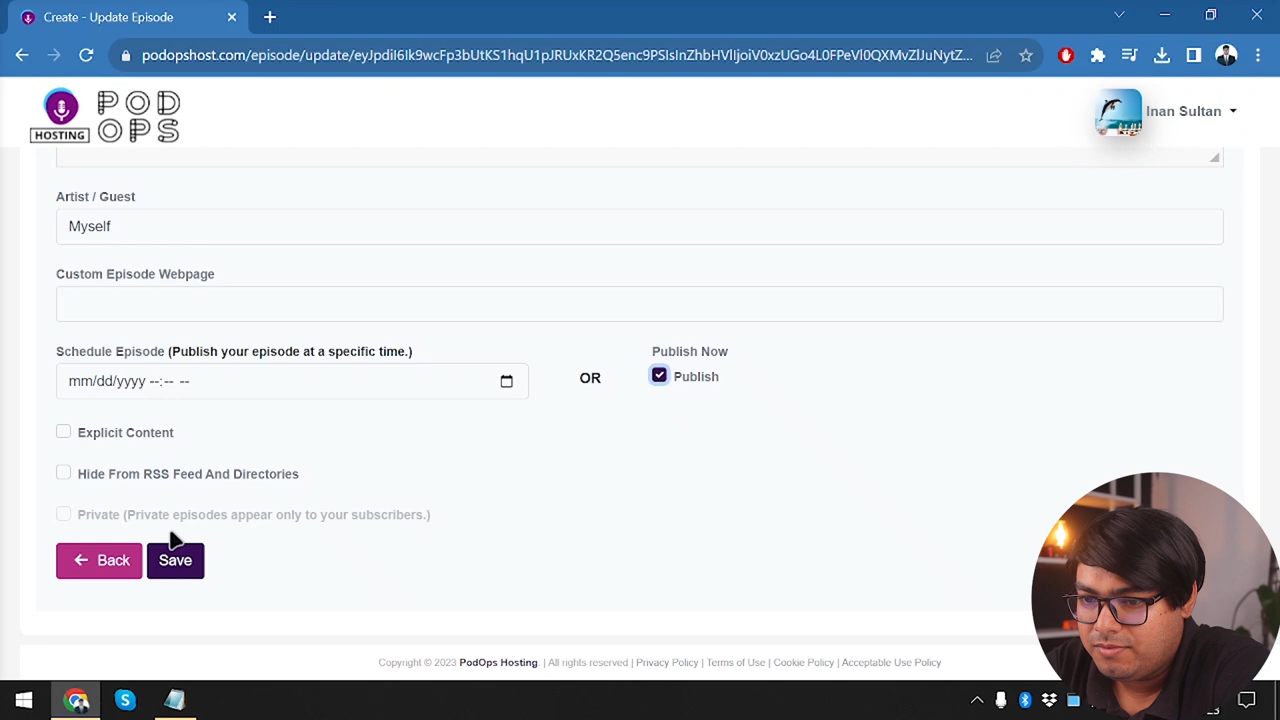 Create - Update Episode
podopshost.com/episode/update/eyJpdiI6Ik9wcFp3bUtKS1hqU1pJRUxKR2Q5enc9PSIsInZhbHVlIjoiV0xzUGo4L0FPeVl0QXMvZlJuNytZ...
POD
OPS
HOSTING
Inan Sultan
Artist / Guest
Myself
Custom Episode Webpage
Schedule Episode (Publish your episode at a specific time.)
Publish Now
mm/dd/yyyy --:-- --
OR
Publish
Explicit Content
Hide From RSS Feed And Directories
Private (Private episodes appear only to your subscribers.)
Back
Save
Copyright © 2023 PodOps Hosting | All rights reserved | Privacy Policy | Terms of Use | Cookie Policy | Acceptable Use Policy